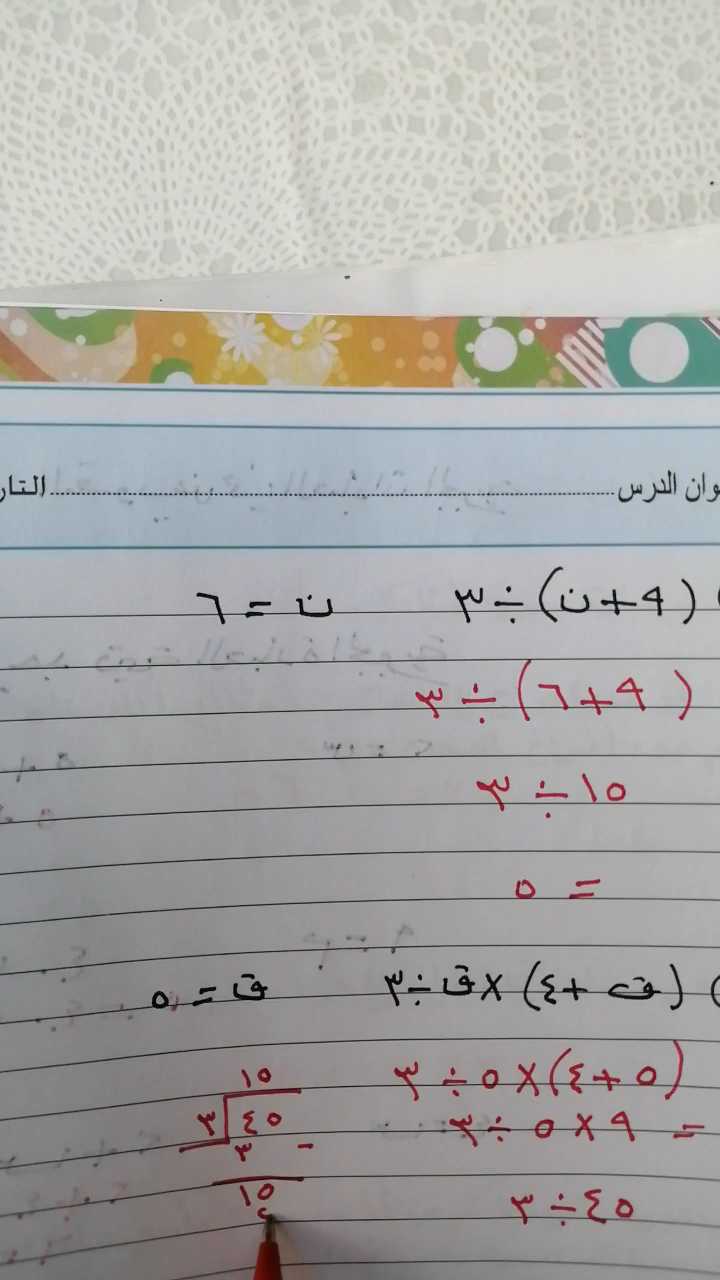 وان الدرس ........ التار
( ٩ + ن ) ÷ ٣ ن = ٦
( ٩ + ٦ ) ÷ ٣
١٥ ÷ ٣
= ٥
( ف + ٤ ) × ق ÷ ٣ ق = ٥
( ٥ + ٤ ) × ٥ ÷ ٣
= ٩ × ٥ ÷ ٣
٤٥ ÷ ٣
١٥
٣ ٤٥
٣ -
١٥